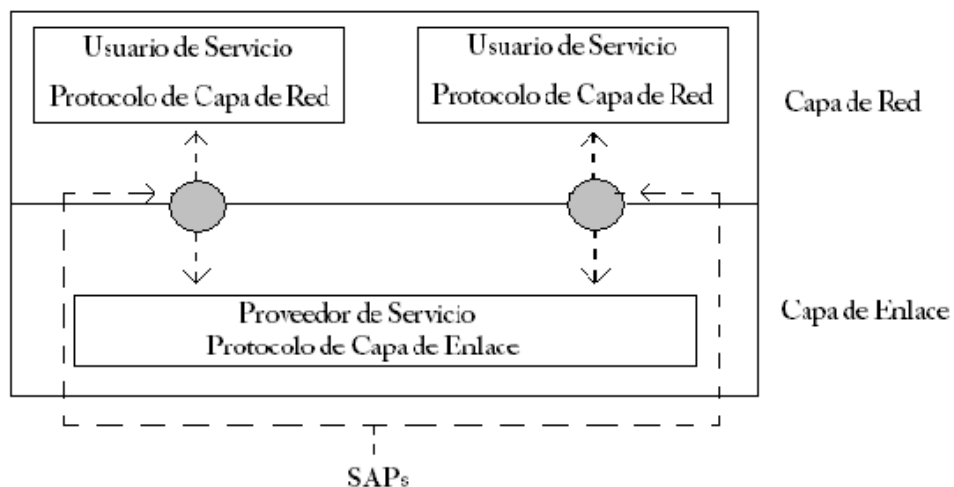 Usuario de Servicio
Protocolo de Capa de Red
Usuario de Servicio
Protocolo de Capa de Red
Capa de Red
Proveedor de Servicio
Protocolo de Capa de Enlace
Capa de Enlace
SAPs